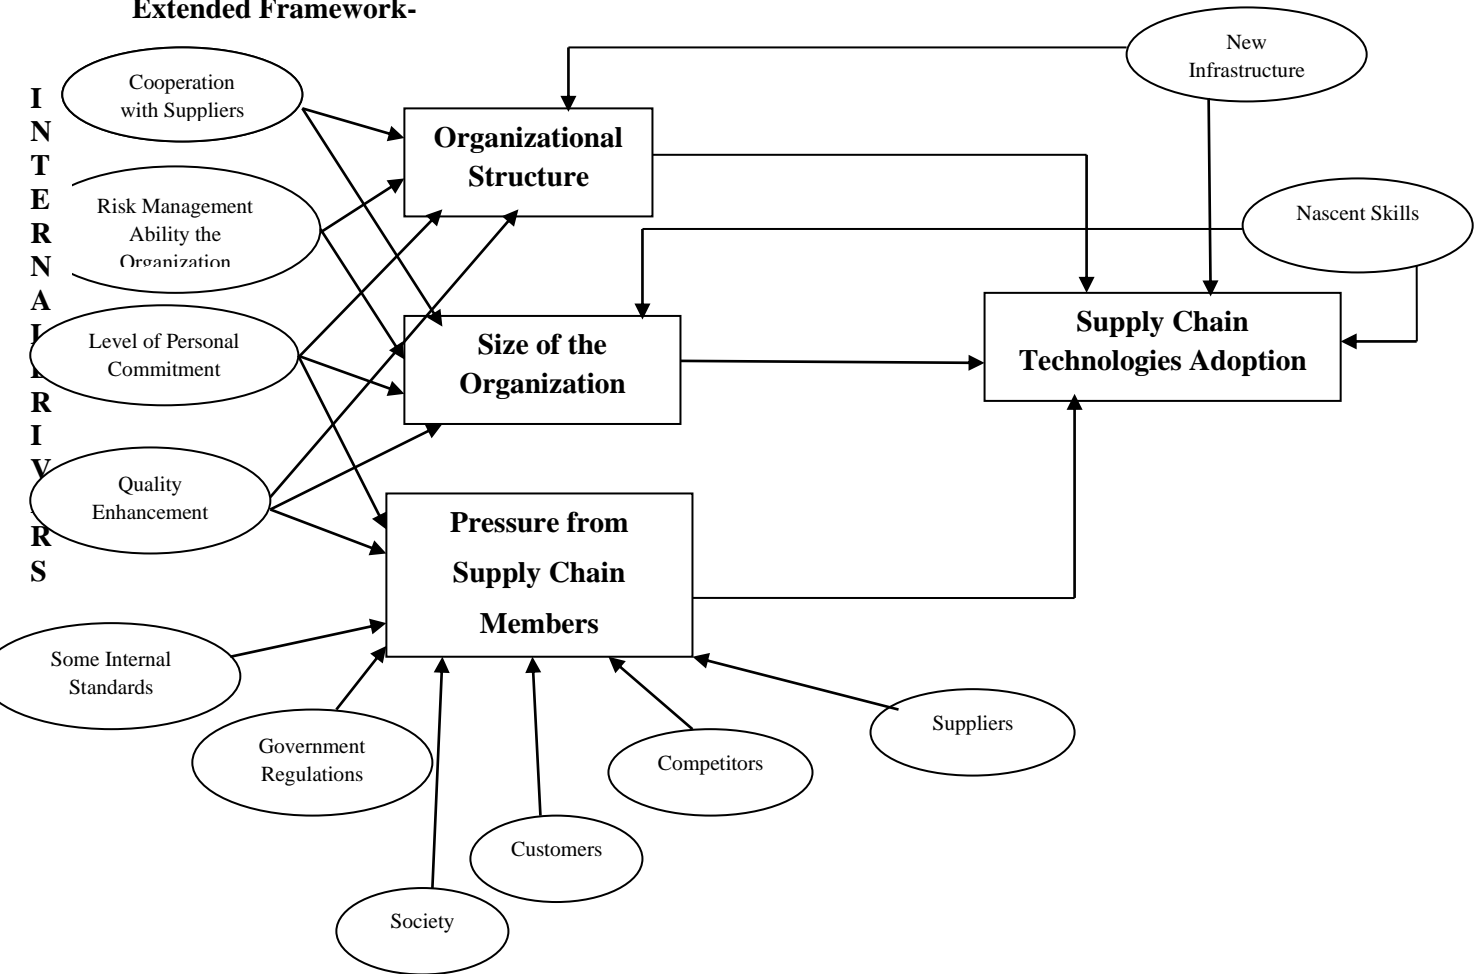 Extended Framework-
I
N
T
E
R
N
A
L
R
I
V
R
S
Cooperation
with Suppliers
Risk Management
Ability the
Organization
Level of Personal
Commitment
Quality
Enhancement
Some Internal
Standards
Government
Regulations
Society
Customers
Competitors
Suppliers
Organizational
Structure
Size of the
Organization
Pressure from
Supply Chain
Members
New
Infrastructure
Nascent Skills
Supply Chain
Technologies Adoption